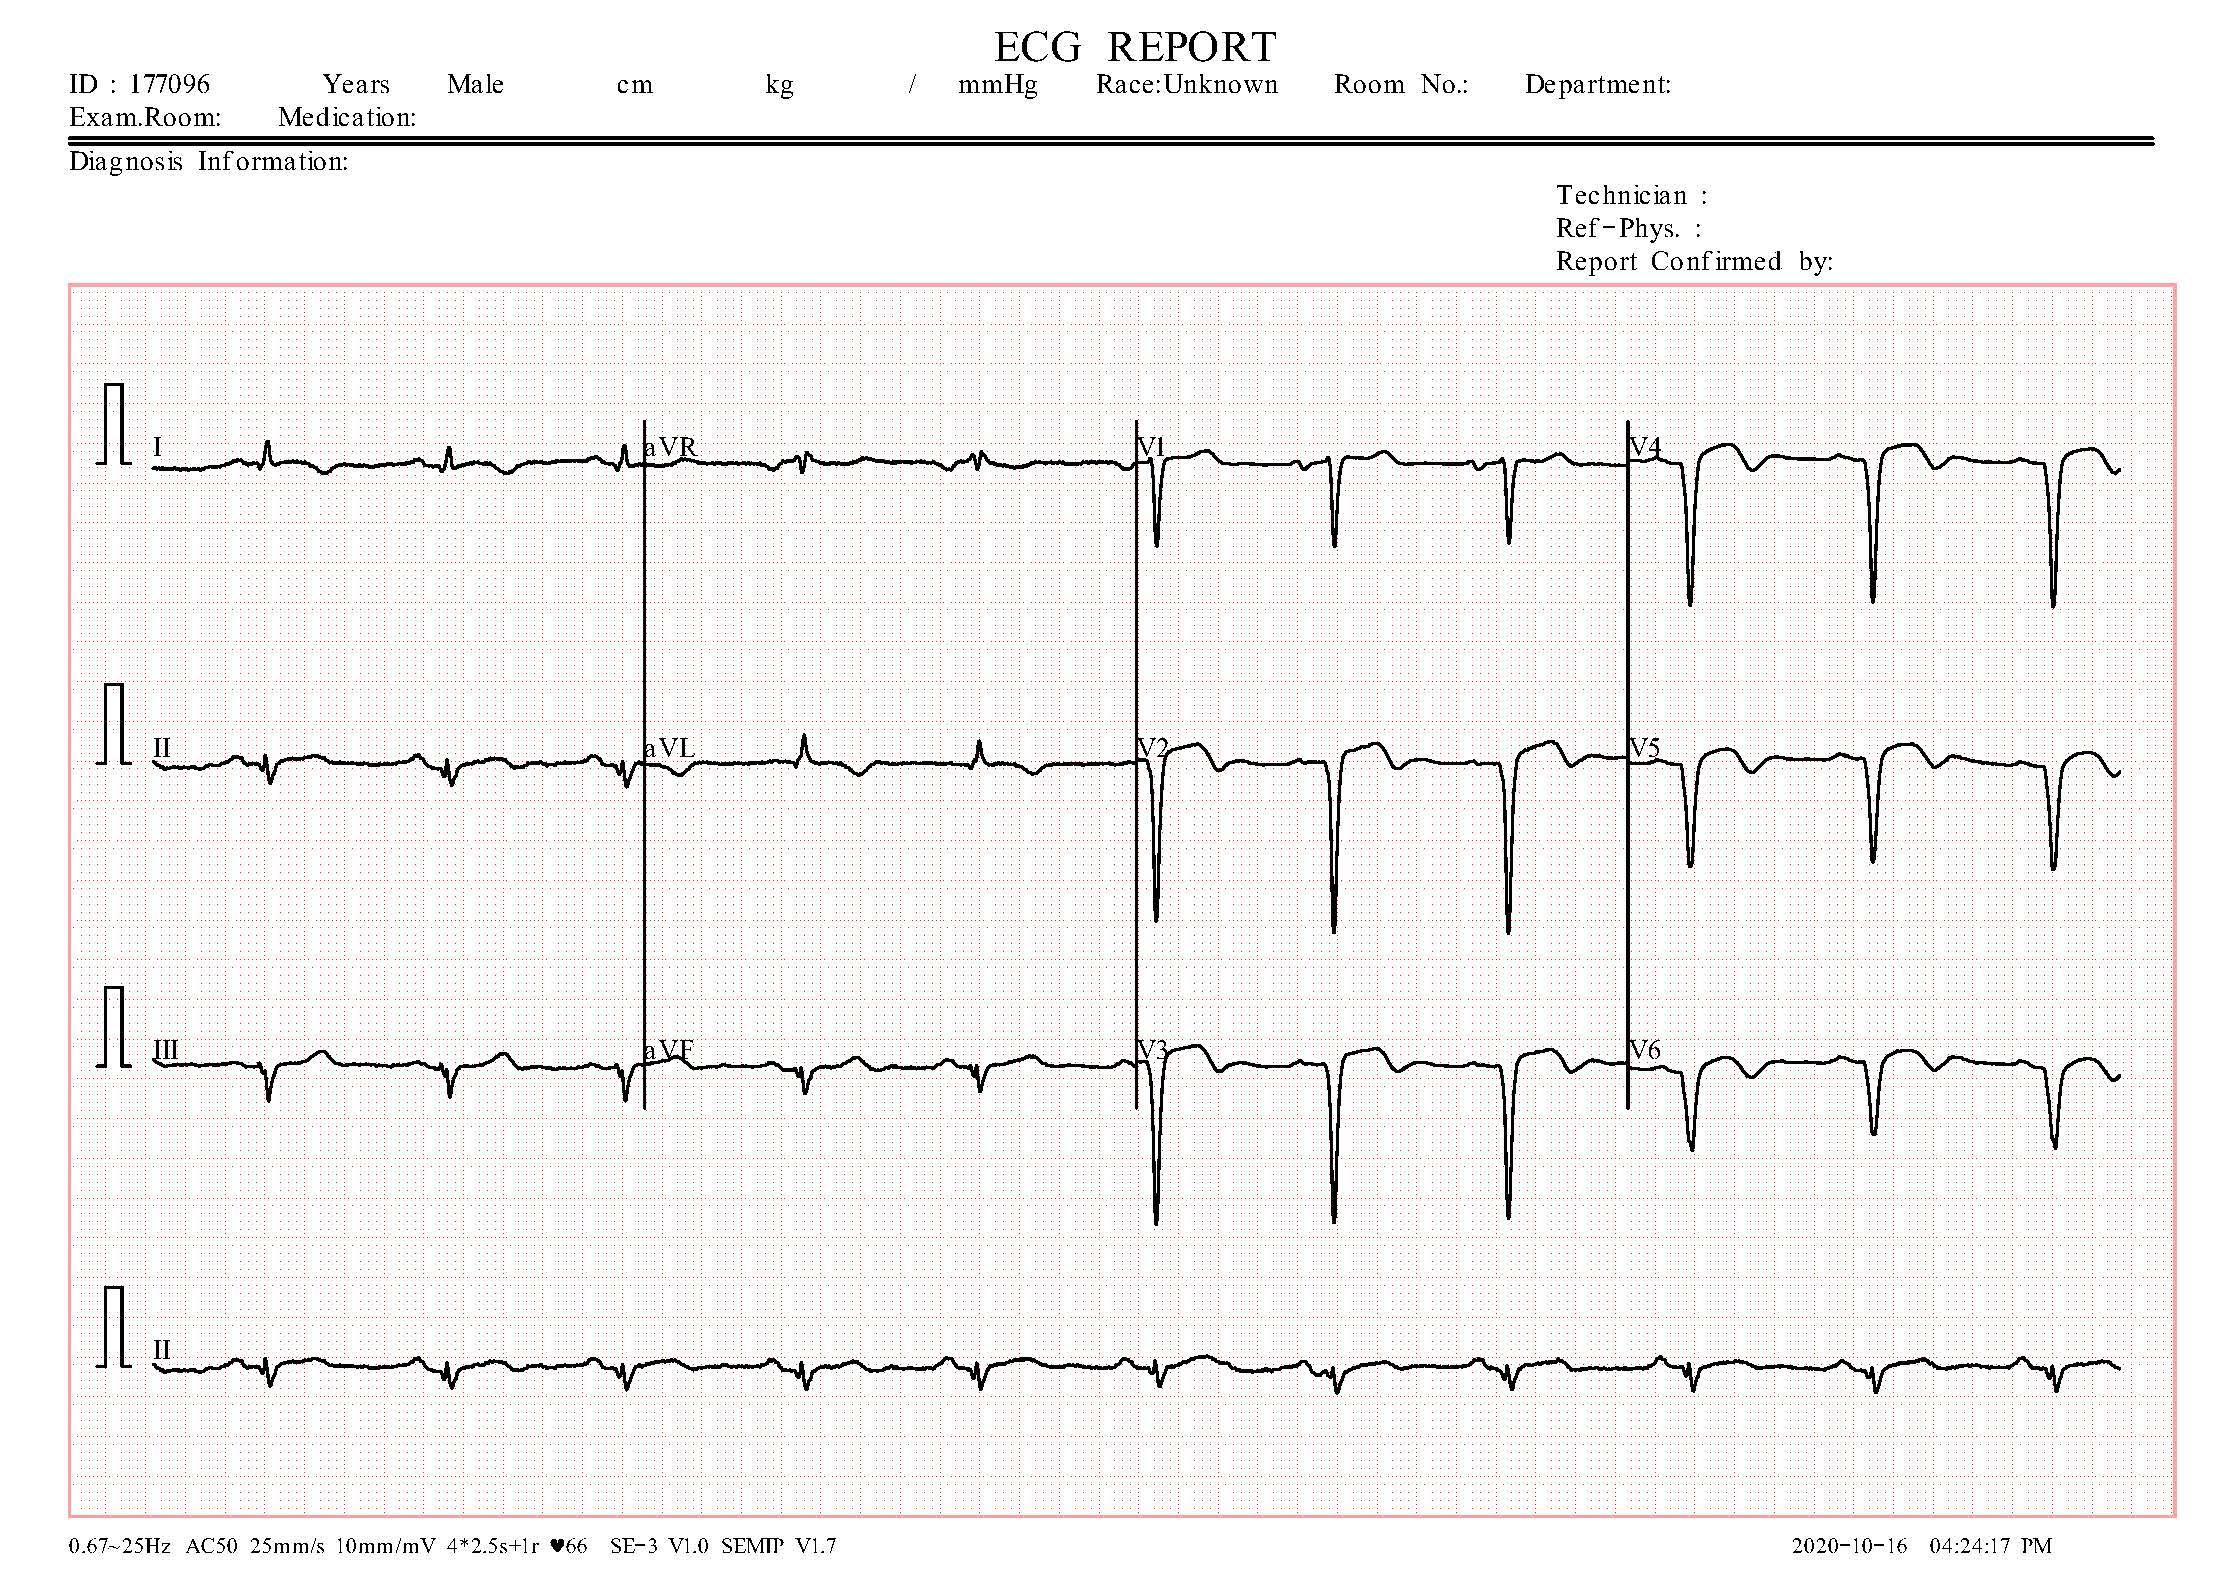 ECG REPORT
ID : 177096 Years Male cm kg / mmHg Race:Unknown Room No.: Department:
Exam.Room: Medication:
Diagnosis Information:
Technician :
Ref-Phys. :
Report Confirmed by:
I aVR V1 V4
II aVL V2 V5
III aVF V3 V6
II
0.67~25Hz AC50 25mm/s 10mm/mV 4*2.5s+1r ♥66 SE-3 V1.0 SEMIP V1.7 2020-10-16 04:24:17 PM